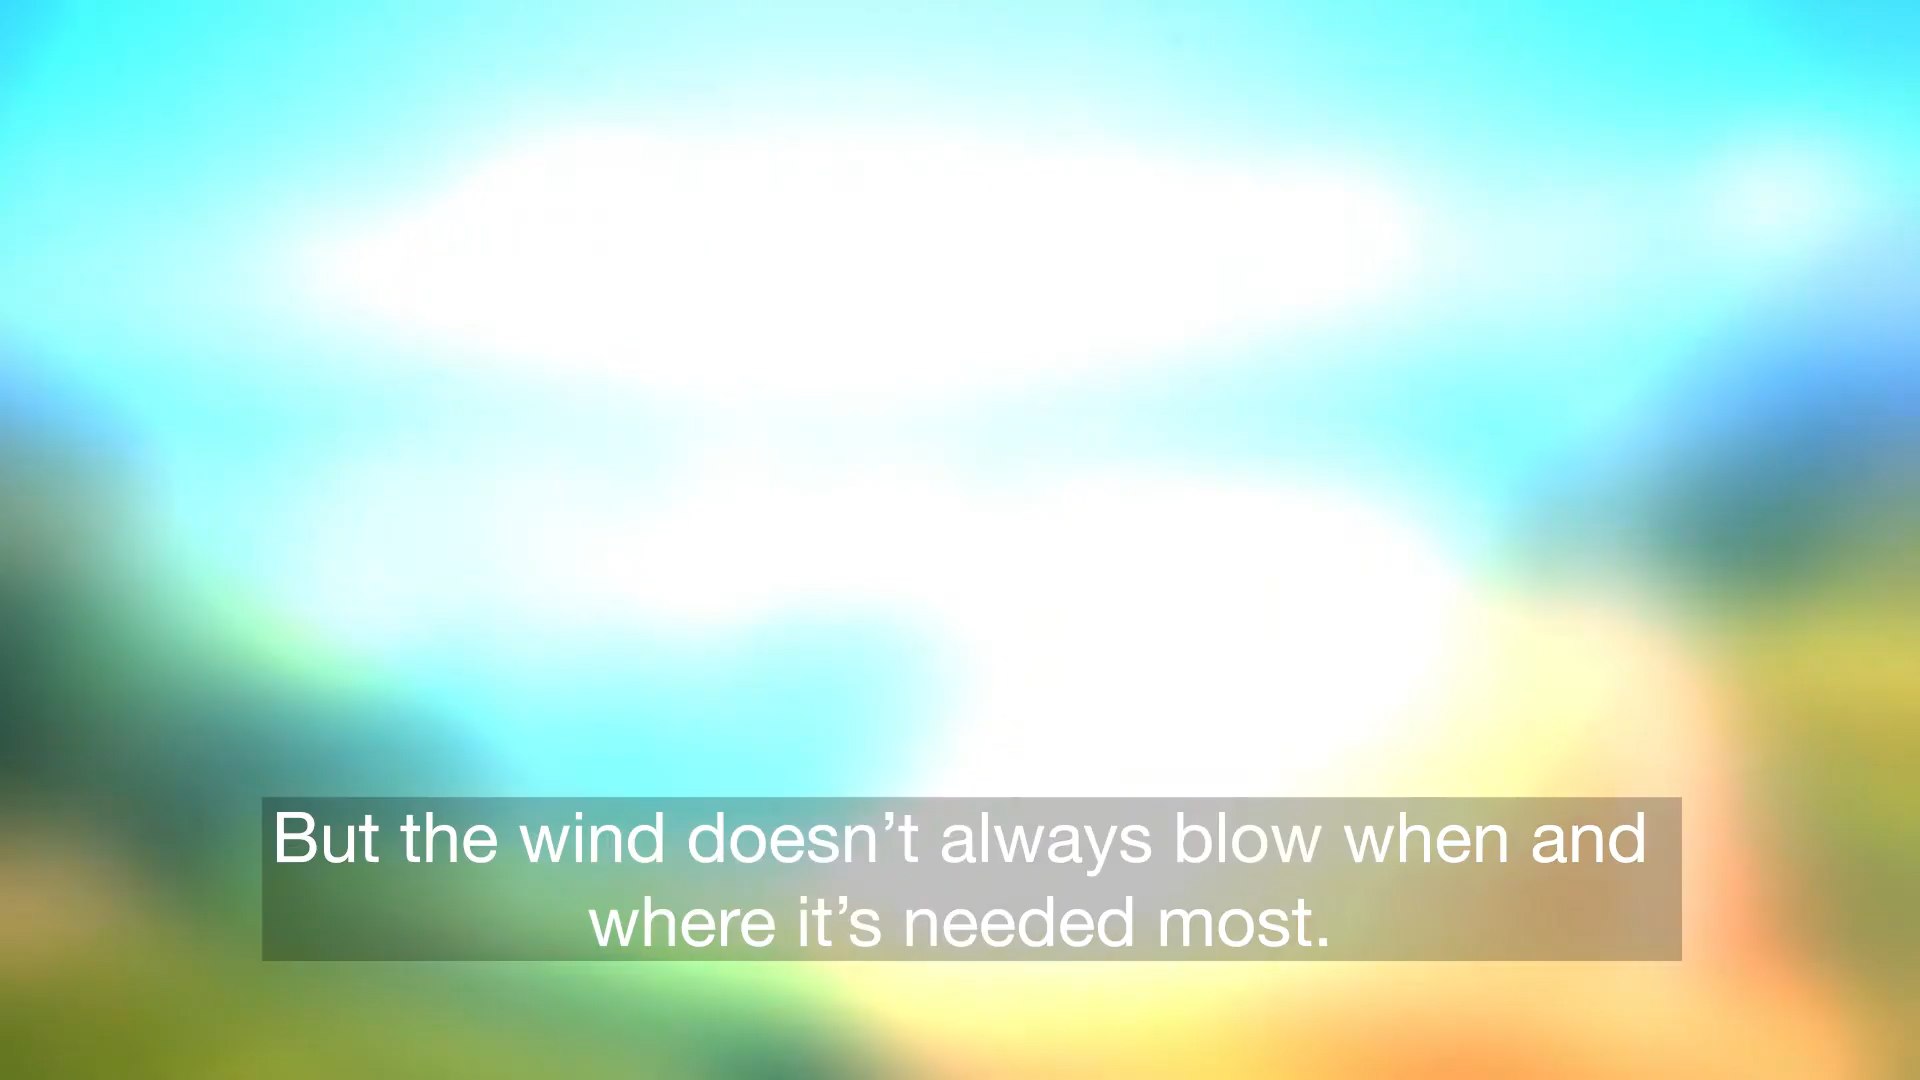 But the wind doesn’t always blow when and
where it’s needed most.